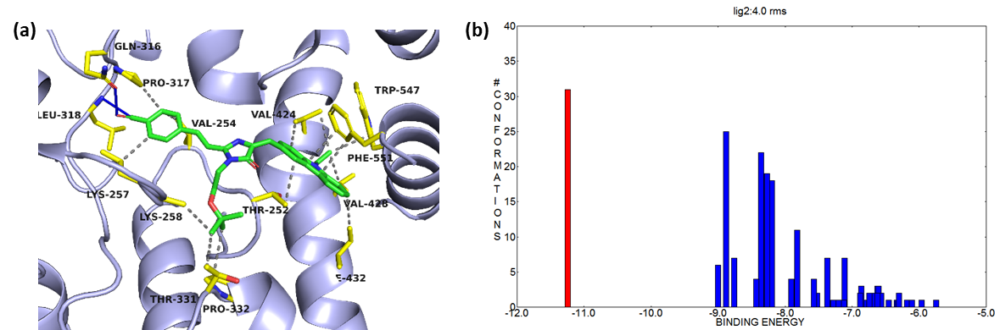 (a)
GLN-316
PRO-317
LEU-318
VAL-254
VAL-424
TRP-547
PHE-551
LYS-257
LYS-258
THR-252
VAL-428
E-432
THR-331
PRO-332
(b)
lig2:4.0 rms
40
35
30
25
20
15
10
5
0
# CONFORMATIONS
-12.0 -11.0 -10.0 -9.0 -8.0 -7.0 -6.0 -5.0
BINDING ENERGY